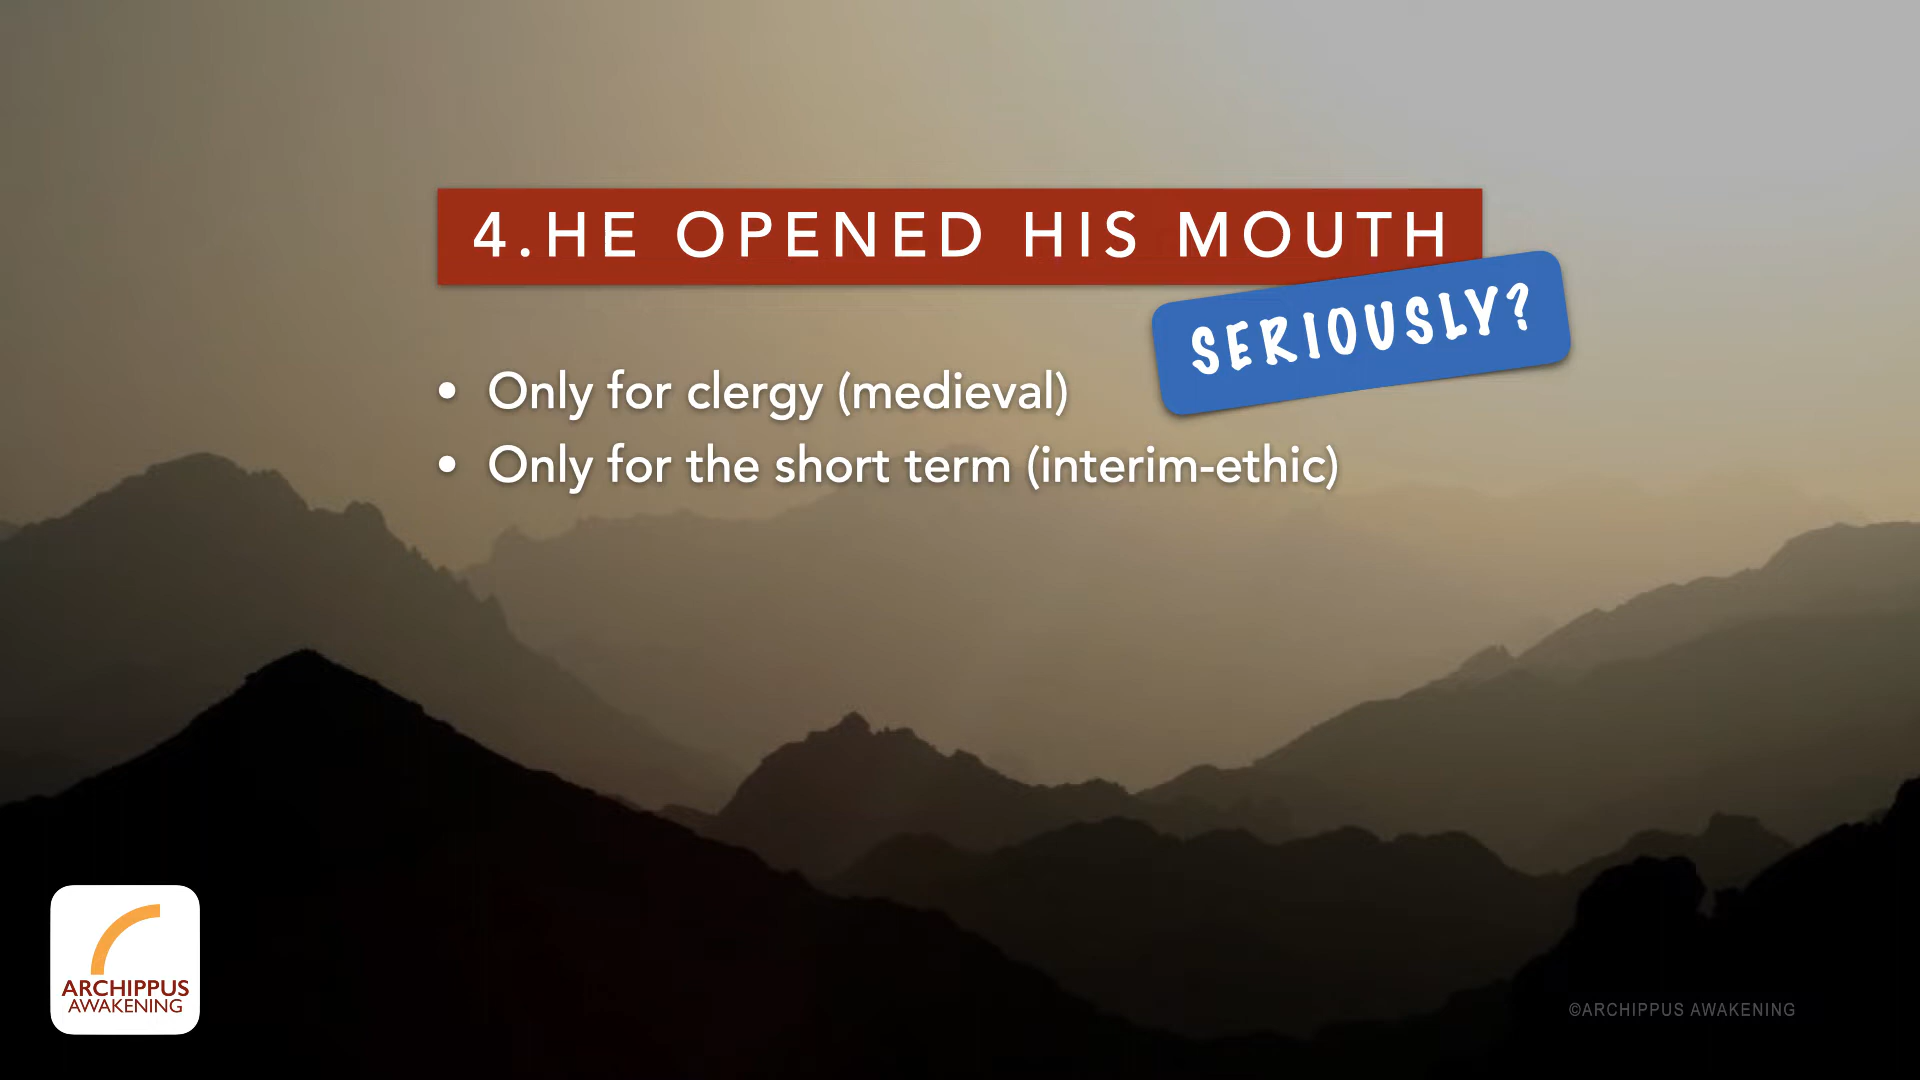 4.HE OPENED HIS MOUTH
SERIOUSLY?
• Only for clergy (medieval)
• Only for the short term (interim-ethic)
ARCHIPPUS
AWAKENING
©ARCHIPPUS AWAKENING